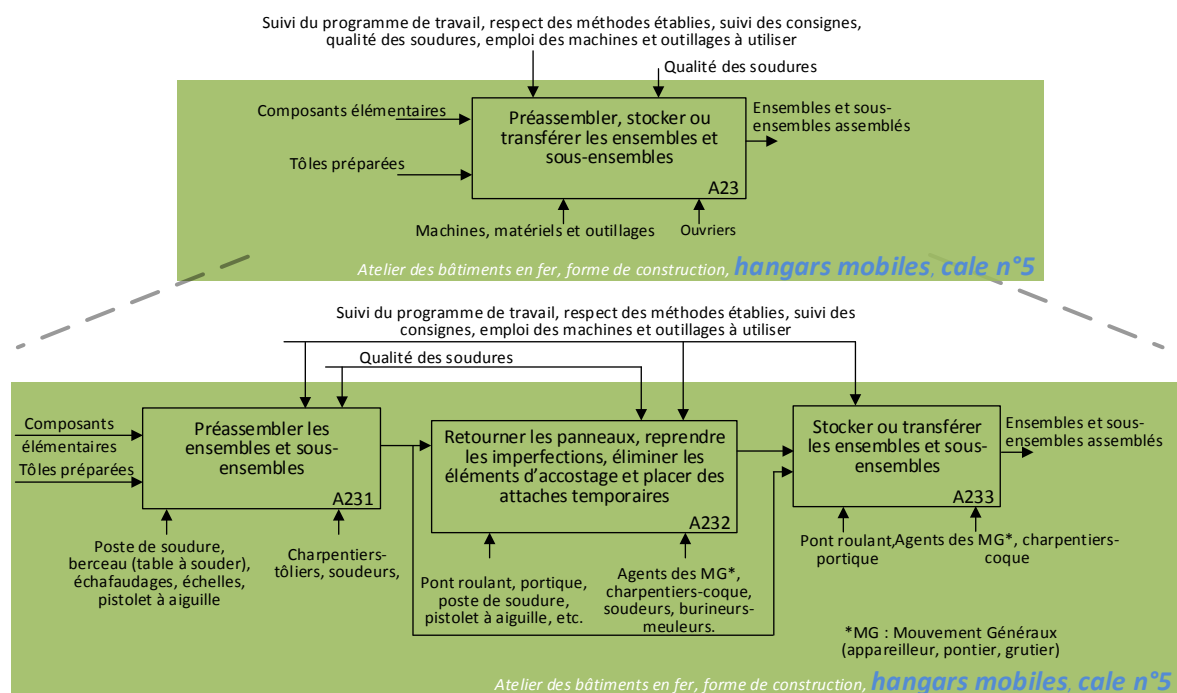 Suivi du programme de travail, respect des méthodes établies, suivi des consignes,
qualité des soudures, emploi des machines et outillages à utiliser
Qualité des soudures
Composants élémentaires
Tôles préparées
Préassembler, stocker ou
transférer les ensembles et
sous-ensembles
A23
Ensembles et sous-
ensembles assemblés
Machines, matériels et outillages
Ouvriers
Atelier des bâtiments en fer, forme de construction, hangars mobiles, cale n°5
Suivi du programme de travail, respect des méthodes établies, suivi des
consignes, emploi des machines et outillages à utiliser
Qualité des soudures
Composants
élémentaires
Tôles préparées
Préassembler les
ensembles et sous-
ensembles
A231
Retourner les panneaux, reprendre
les imperfections, éliminer les
éléments d'accostage et placer des
attaches temporaires
A232
Stocker ou transférer
les ensembles et sous-
ensembles
A233
Ensembles et sous-
ensembles assemblés
Poste de soudure,
berceau (table à souder),
échafaudages, échelles,
pistolet à aiguille
Charpentiers-
tôliers, soudeurs,
Pont roulant, portique,
poste de soudure,
pistolet à aiguille, etc.
Agents des MG*,
charpentiers-coque,
soudeurs, burineurs-
meuleurs.
Pont roulant,
portique
Agents des MG*, charpentiers-
coque
*MG : Mouvement Généraux
(appareilleur, pontier, grutier)
Atelier des bâtiments en fer, forme de construction, hangars mobiles, cale n°5